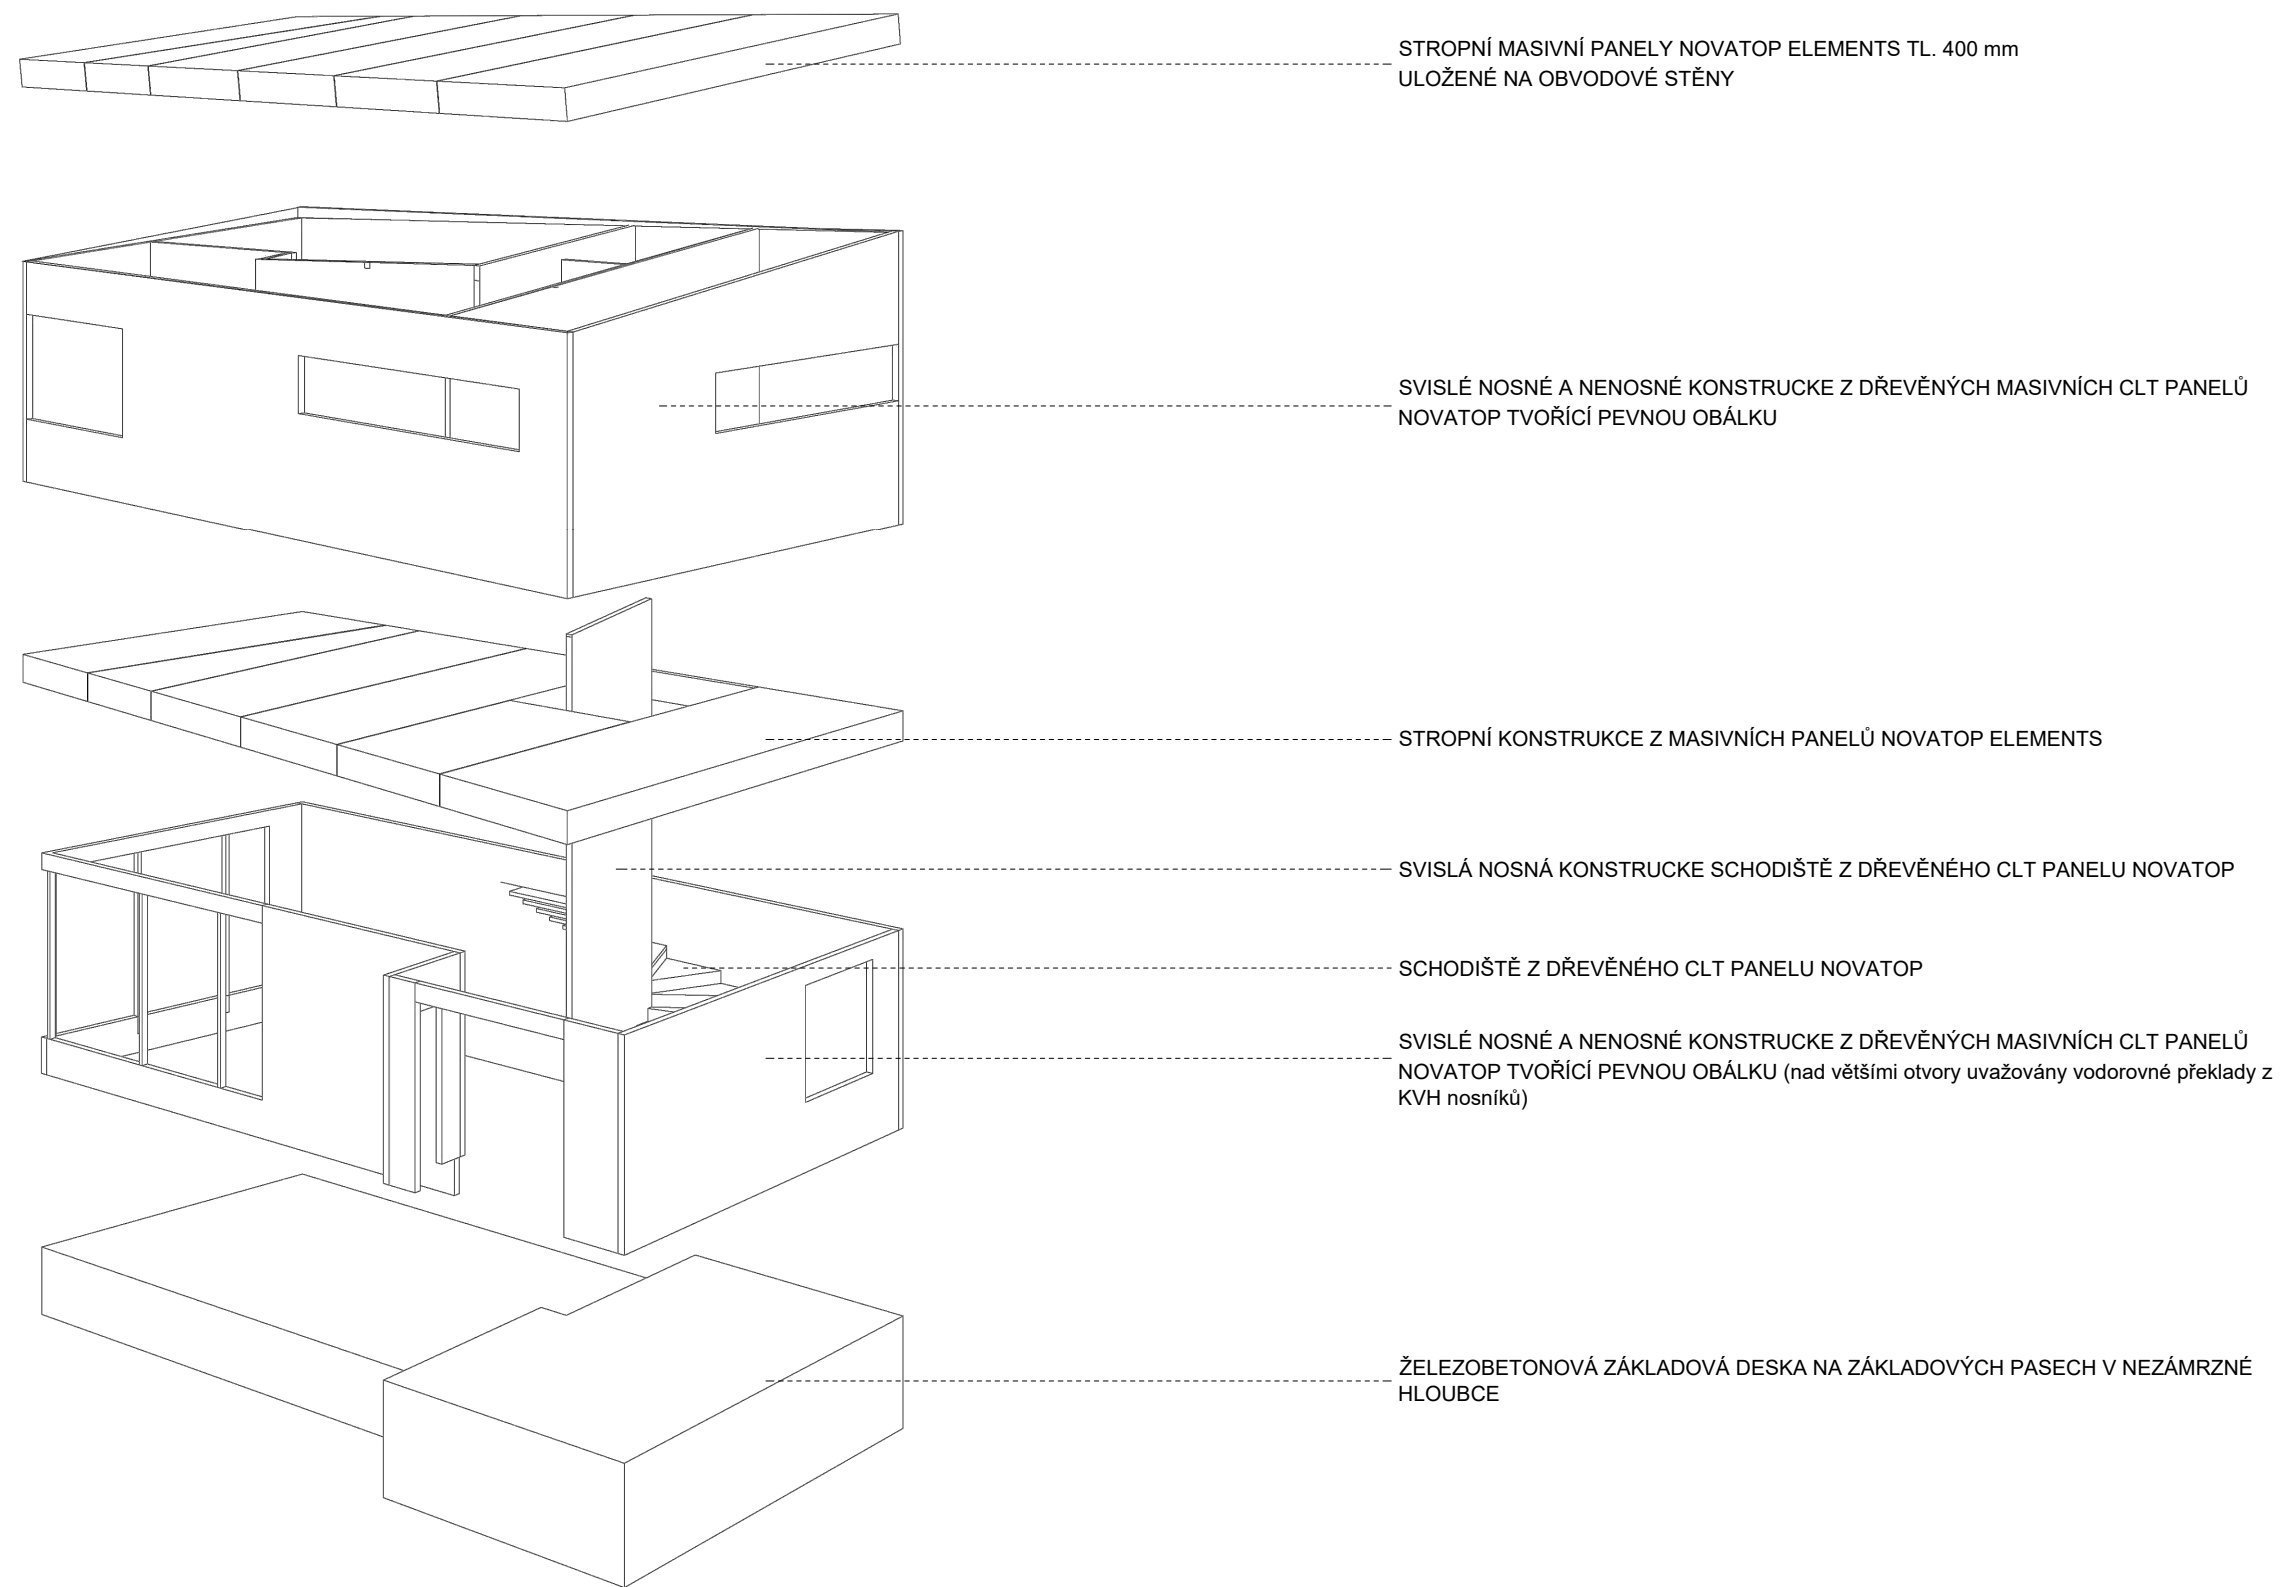 STROPNÍ MASIVNÍ PANELY NOVATOP ELEMENTS TL. 400 mm
ULOŽENÉ NA OBVODOVÉ STĚNY
SVISLÉ NOSNÉ A NENOSNÉ KONSTRUCKE Z DŘEVĚNÝCH MASIVNÍCH CLT PANELŮ
NOVATOP TVOŘÍCÍ PEVNOU OBÁLKU
STROPNÍ KONSTRUKCE Z MASIVNÍCH PANELŮ NOVATOP ELEMENTS
SVISLÁ NOSNÁ KONSTRUCKE SCHODIŠTĚ Z DŘEVĚNÉHO CLT PANELU NOVATOP
SCHODIŠTĚ Z DŘEVĚNÉHO CLT PANELU NOVATOP
SVISLÉ NOSNÉ A NENOSNÉ KONSTRUCKE Z DŘEVĚNÝCH MASIVNÍCH CLT PANELŮ
NOVATOP TVOŘÍCÍ PEVNOU OBÁLKU (nad většími otvory uvažovány vodorovné překlady z
KVH nosníků)
ŽELEZOBETONOVÁ ZÁKLADOVÁ DESKA NA ZÁKLADOVÝCH PASECH V NEZÁMRZNÉ
HLOUBCE